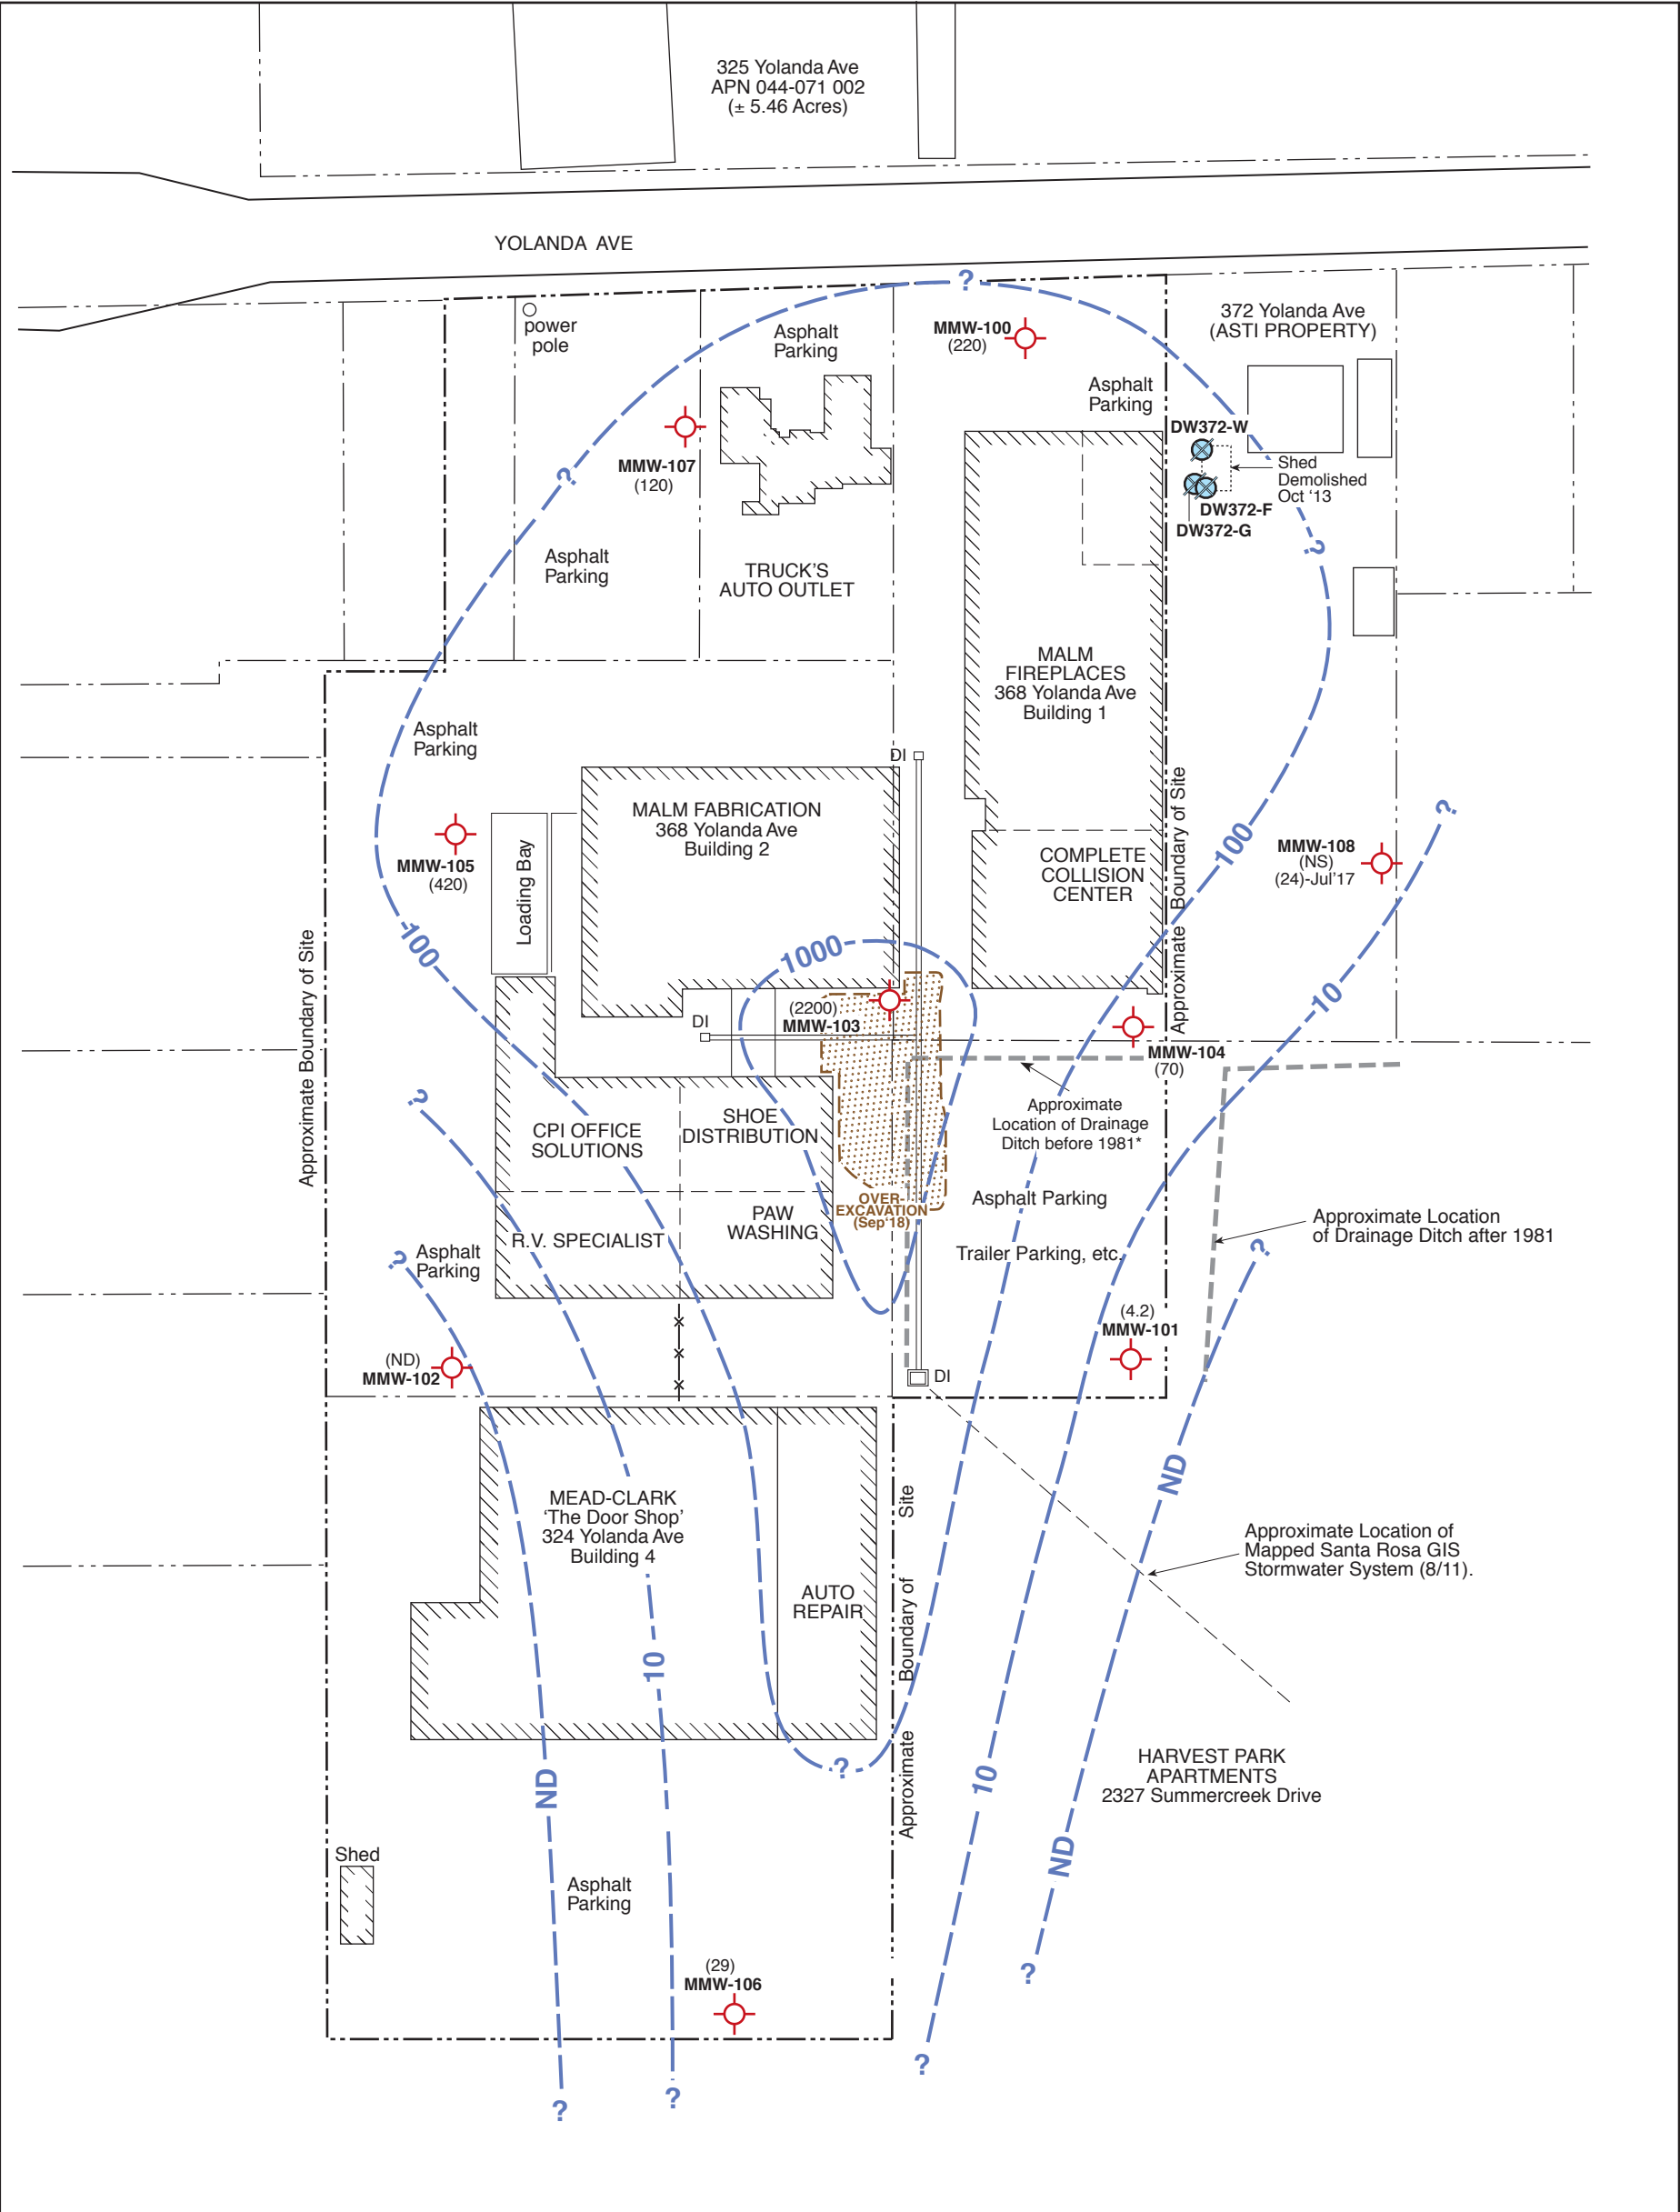 325 Yolanda Ave
APN 044-071 002
(± 5.46 Acres)
YOLANDA AVE
?
power
pole
Asphalt
Parking
MMW-100
(220)
372 Yolanda Ave
(ASTI PROPERTY)
Asphalt
Parking
DW372-W
Shed
Demolished
Oct ‘13
DW372-F
DW372-G
MMW-107
(120)
?
?
Asphalt
Parking
TRUCK'S
AUTO OUTLET
MALM
FIREPLACES
368 Yolanda Ave
Building 1
Asphalt
Parking
DI
MALM FABRICATION
368 Yolanda Ave
Building 2
Loading Bay
MMW-105
(420)
COMPLETE
COLLISION
CENTER
100
Approximate Boundary of Site
MMW-108
(NS)
(24)-Jul'17
?
100
1000
10
Approximate Boundary of Site
(2200)
MMW-103
DI
MMW-104
(70)
Approximate
Location of Drainage
Ditch before 1981*
?
CPI OFFICE
SOLUTIONS
SHOE
DISTRIBUTION
OVER-
EXCAVATION
(Sep‘18)
Asphalt Parking
PAW
WASHING
R.V. SPECIALIST
Trailer Parking, etc.
Approximate Location
of Drainage Ditch after 1981
?
?
Asphalt
Parking
(4.2)
MMW-101
(ND)
MMW-102
DI
MEAD-CLARK
'The Door Shop'
324 Yolanda Ave
Building 4
AUTO
REPAIR
Approximate Boundary of Site
ND
Approximate Location of
Mapped Santa Rosa GIS
Stormwater System (8/11).
10
?
ND
10
HARVEST PARK
APARTMENTS
2327 Summercreek Drive
ND
Shed
Asphalt
Parking
(29)
MMW-106
?
?
?
?